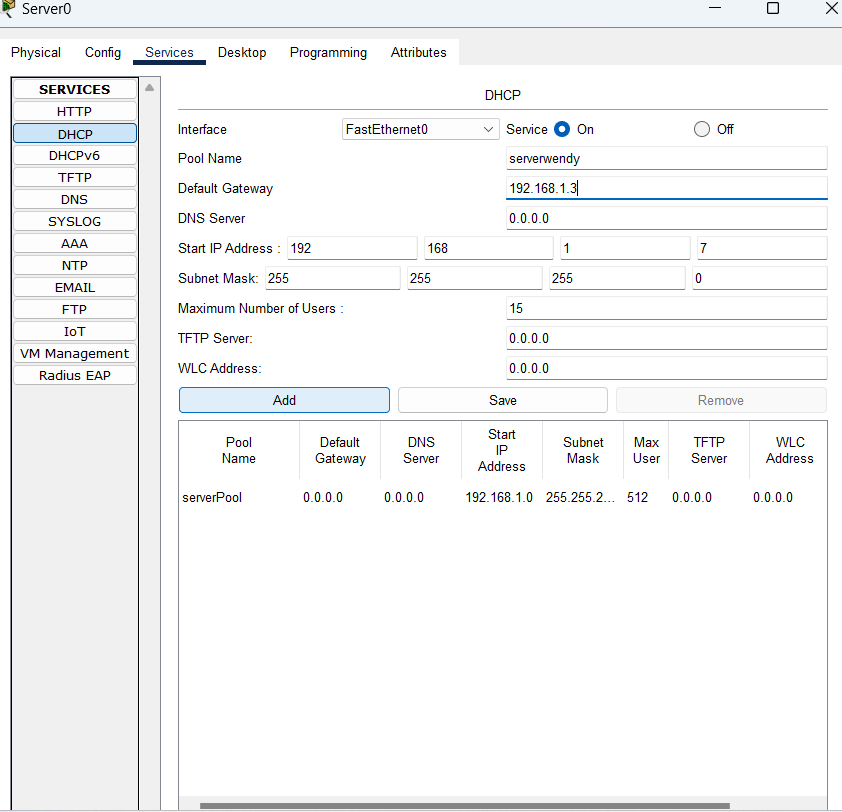 Server0
Physical Config Services Desktop Programming Attributes
SERVICES
HTTP
DHCP
DHCPv6
TFTP
DNS
SYSLOG
AAA
NTP
EMAIL
FTP
IoT
VM Management
Radius EAP
DHCP
Interface FastEthernet0 Service On Off
Pool Name serverwendy
Default Gateway 192.168.1.3
DNS Server 0.0.0.0
Start IP Address : 192 168 1 7
Subnet Mask: 255 255 255 0
Maximum Number of Users : 15
TFTP Server: 0.0.0.0
WLC Address: 0.0.0.0
Add Save Remove
Pool Name Default Gateway DNS Server Start IP Address Subnet Mask Max User TFTP Server WLC Address
serverPool 0.0.0.0 0.0.0.0 192.168.1.0 255.255.2... 512 0.0.0.0 0.0.0.0